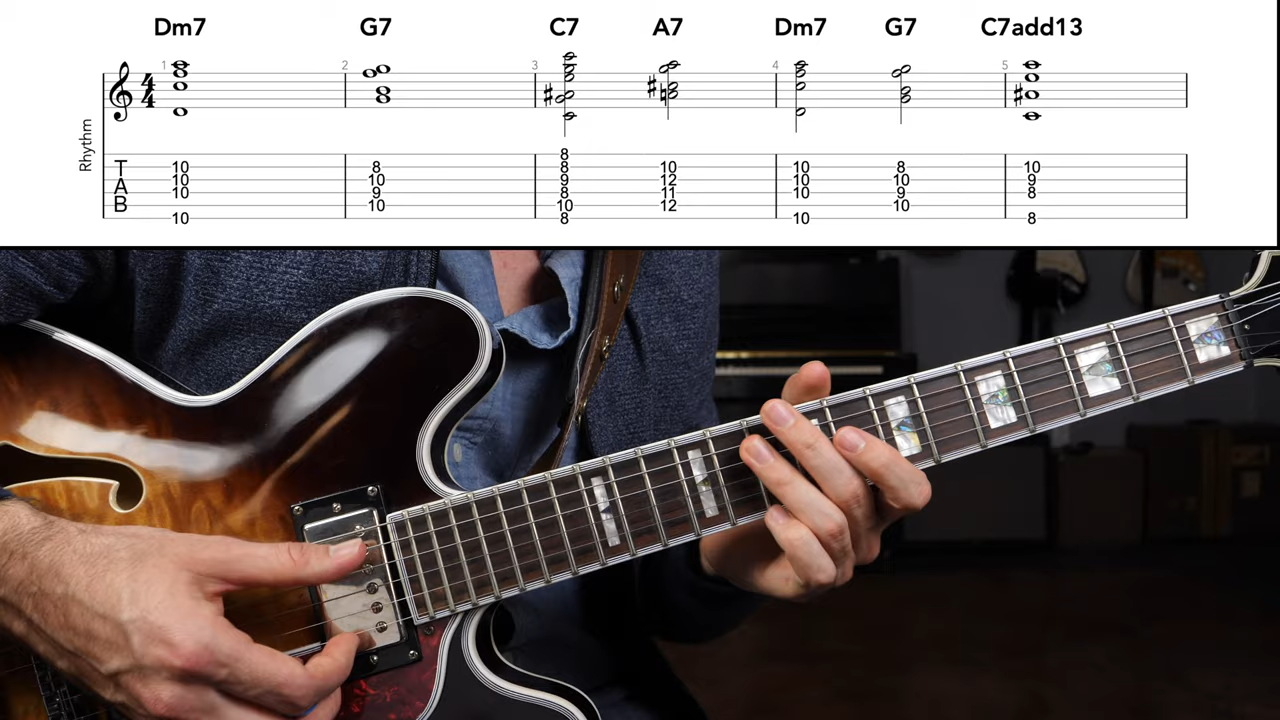 Dm7 G7 C7 A7 Dm7 G7 C7add13
1 2 3 4 5
4
4
Rhythm
T
A
B
8
10 8 8 10 10 8 10
10 10 9 12 10 10 9
10 9 8 11 10 9 8
10 10 12 10
10 8 10 8